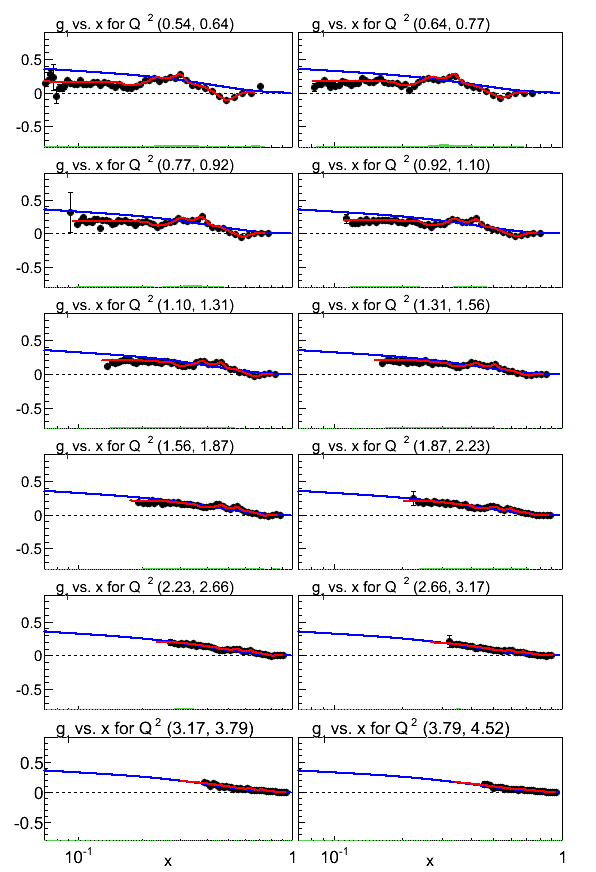 g₁ vs. x for Q² (0.54, 0.64)
g₁ vs. x for Q² (0.64, 0.77)
0.5
0
-0.5
g₁ vs. x for Q² (0.77, 0.92)
g₁ vs. x for Q² (0.92, 1.10)
0.5
0
-0.5
g₁ vs. x for Q² (1.10, 1.31)
g₁ vs. x for Q² (1.31, 1.56)
0.5
0
-0.5
g₁ vs. x for Q² (1.56, 1.87)
g₁ vs. x for Q² (1.87, 2.23)
0.5
0
-0.5
g₁ vs. x for Q² (2.23, 2.66)
g₁ vs. x for Q² (2.66, 3.17)
0.5
0
-0.5
g₁ vs. x for Q² (3.17, 3.79)
g₁ vs. x for Q² (3.79, 4.52)
0.5
0
-0.5
10⁻¹ x 1
10⁻¹ x 1